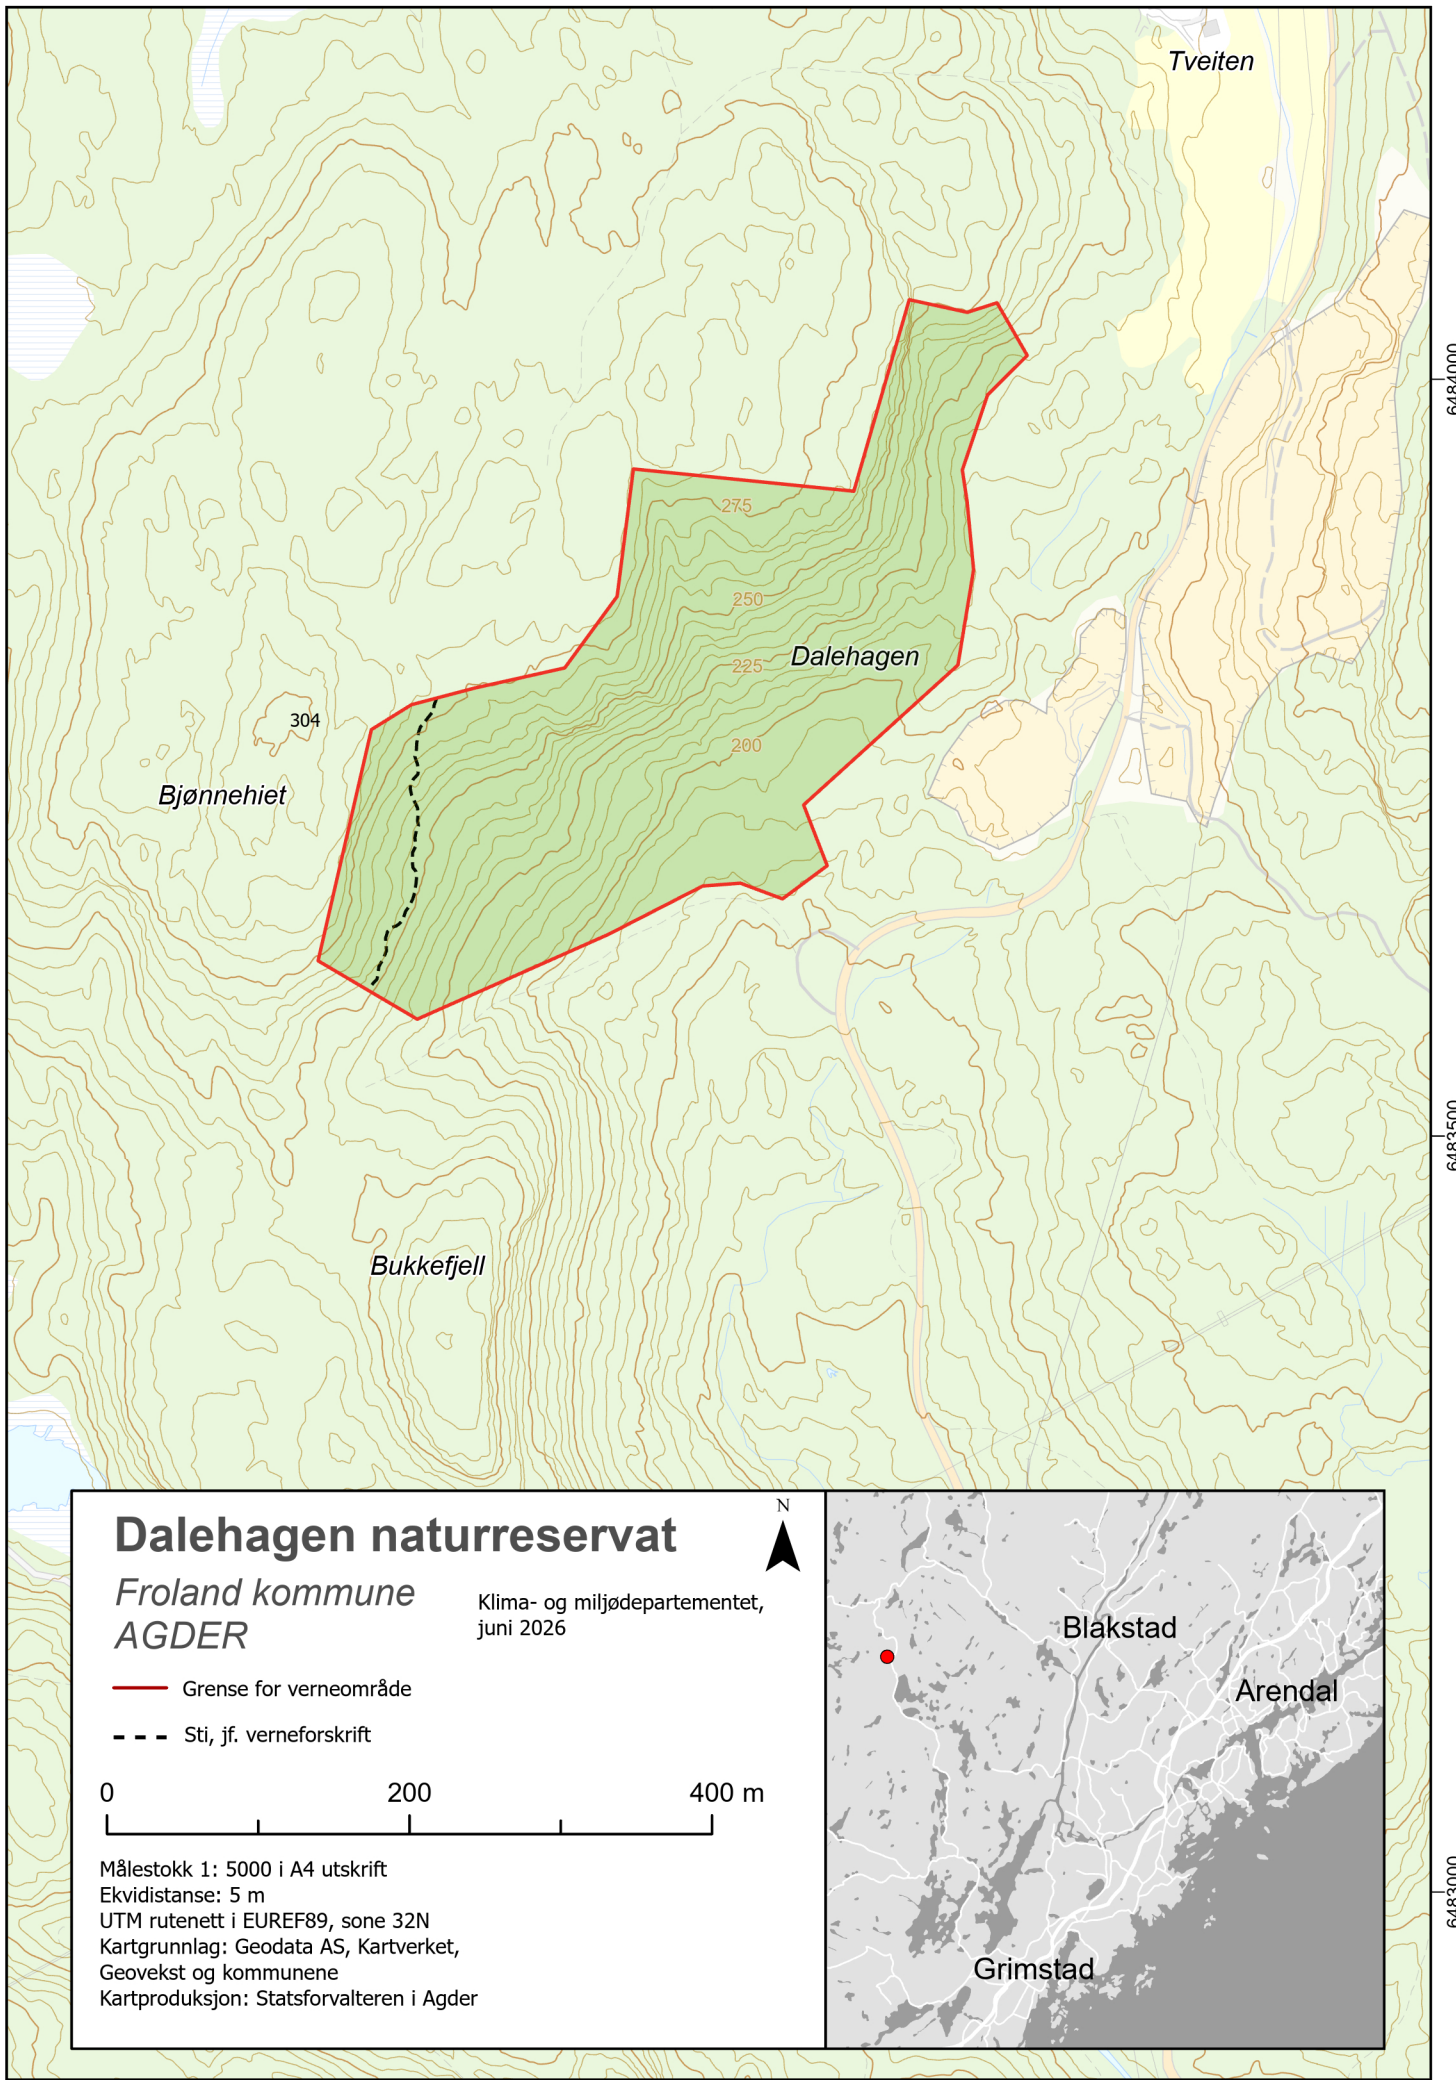 Tveiten
6484000
275
250
Dalehagen
225
304
200
Bjønnehiet
6483500
Bukkefjell
Dalehagen naturreservat
N
Froland kommune
AGDER
Klima- og miljødepartementet,
juni 2026
Grense for verneområde
Sti, jf. verneforskrift
0 200 400 m
Målestokk 1: 5000 i A4 utskrift
Ekvidistanse: 5 m
UTM rutenett i EUREF89, sone 32N
Kartgrunnlag: Geodata AS, Kartverket,
Geovekst og kommunene
Kartproduksjon: Statsforvalteren i Agder
Blakstad
Arendal
Grimstad
6483000